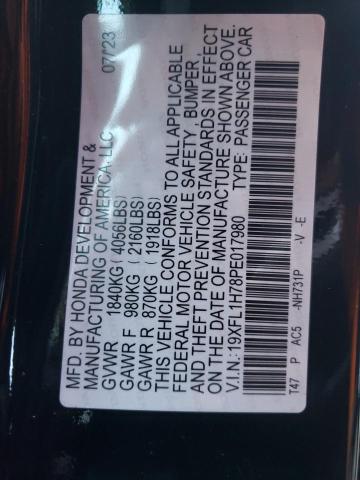 MFD. BY HONDA DEVELOPMENT &
MANUFACTURING OF AMERICA, LLC 07/23
GVWR 1840KG (4056LBS)
GAWR F 980KG (2160LBS)
GAWR R 870KG (1918LBS)
THIS VEHICLE CONFORMS TO ALL APPLICABLE
FEDERAL MOTOR VEHICLE SAFETY, BUMPER,
AND THEFT PREVENTION STANDARDS IN EFFECT
ON THE DATE OF MANUFACTURE SHOWN ABOVE.
V.I.N.: 19XFL1H78PE017980 TYPE: PASSENGER CAR
T47 P AC5 -NH731P -V -E